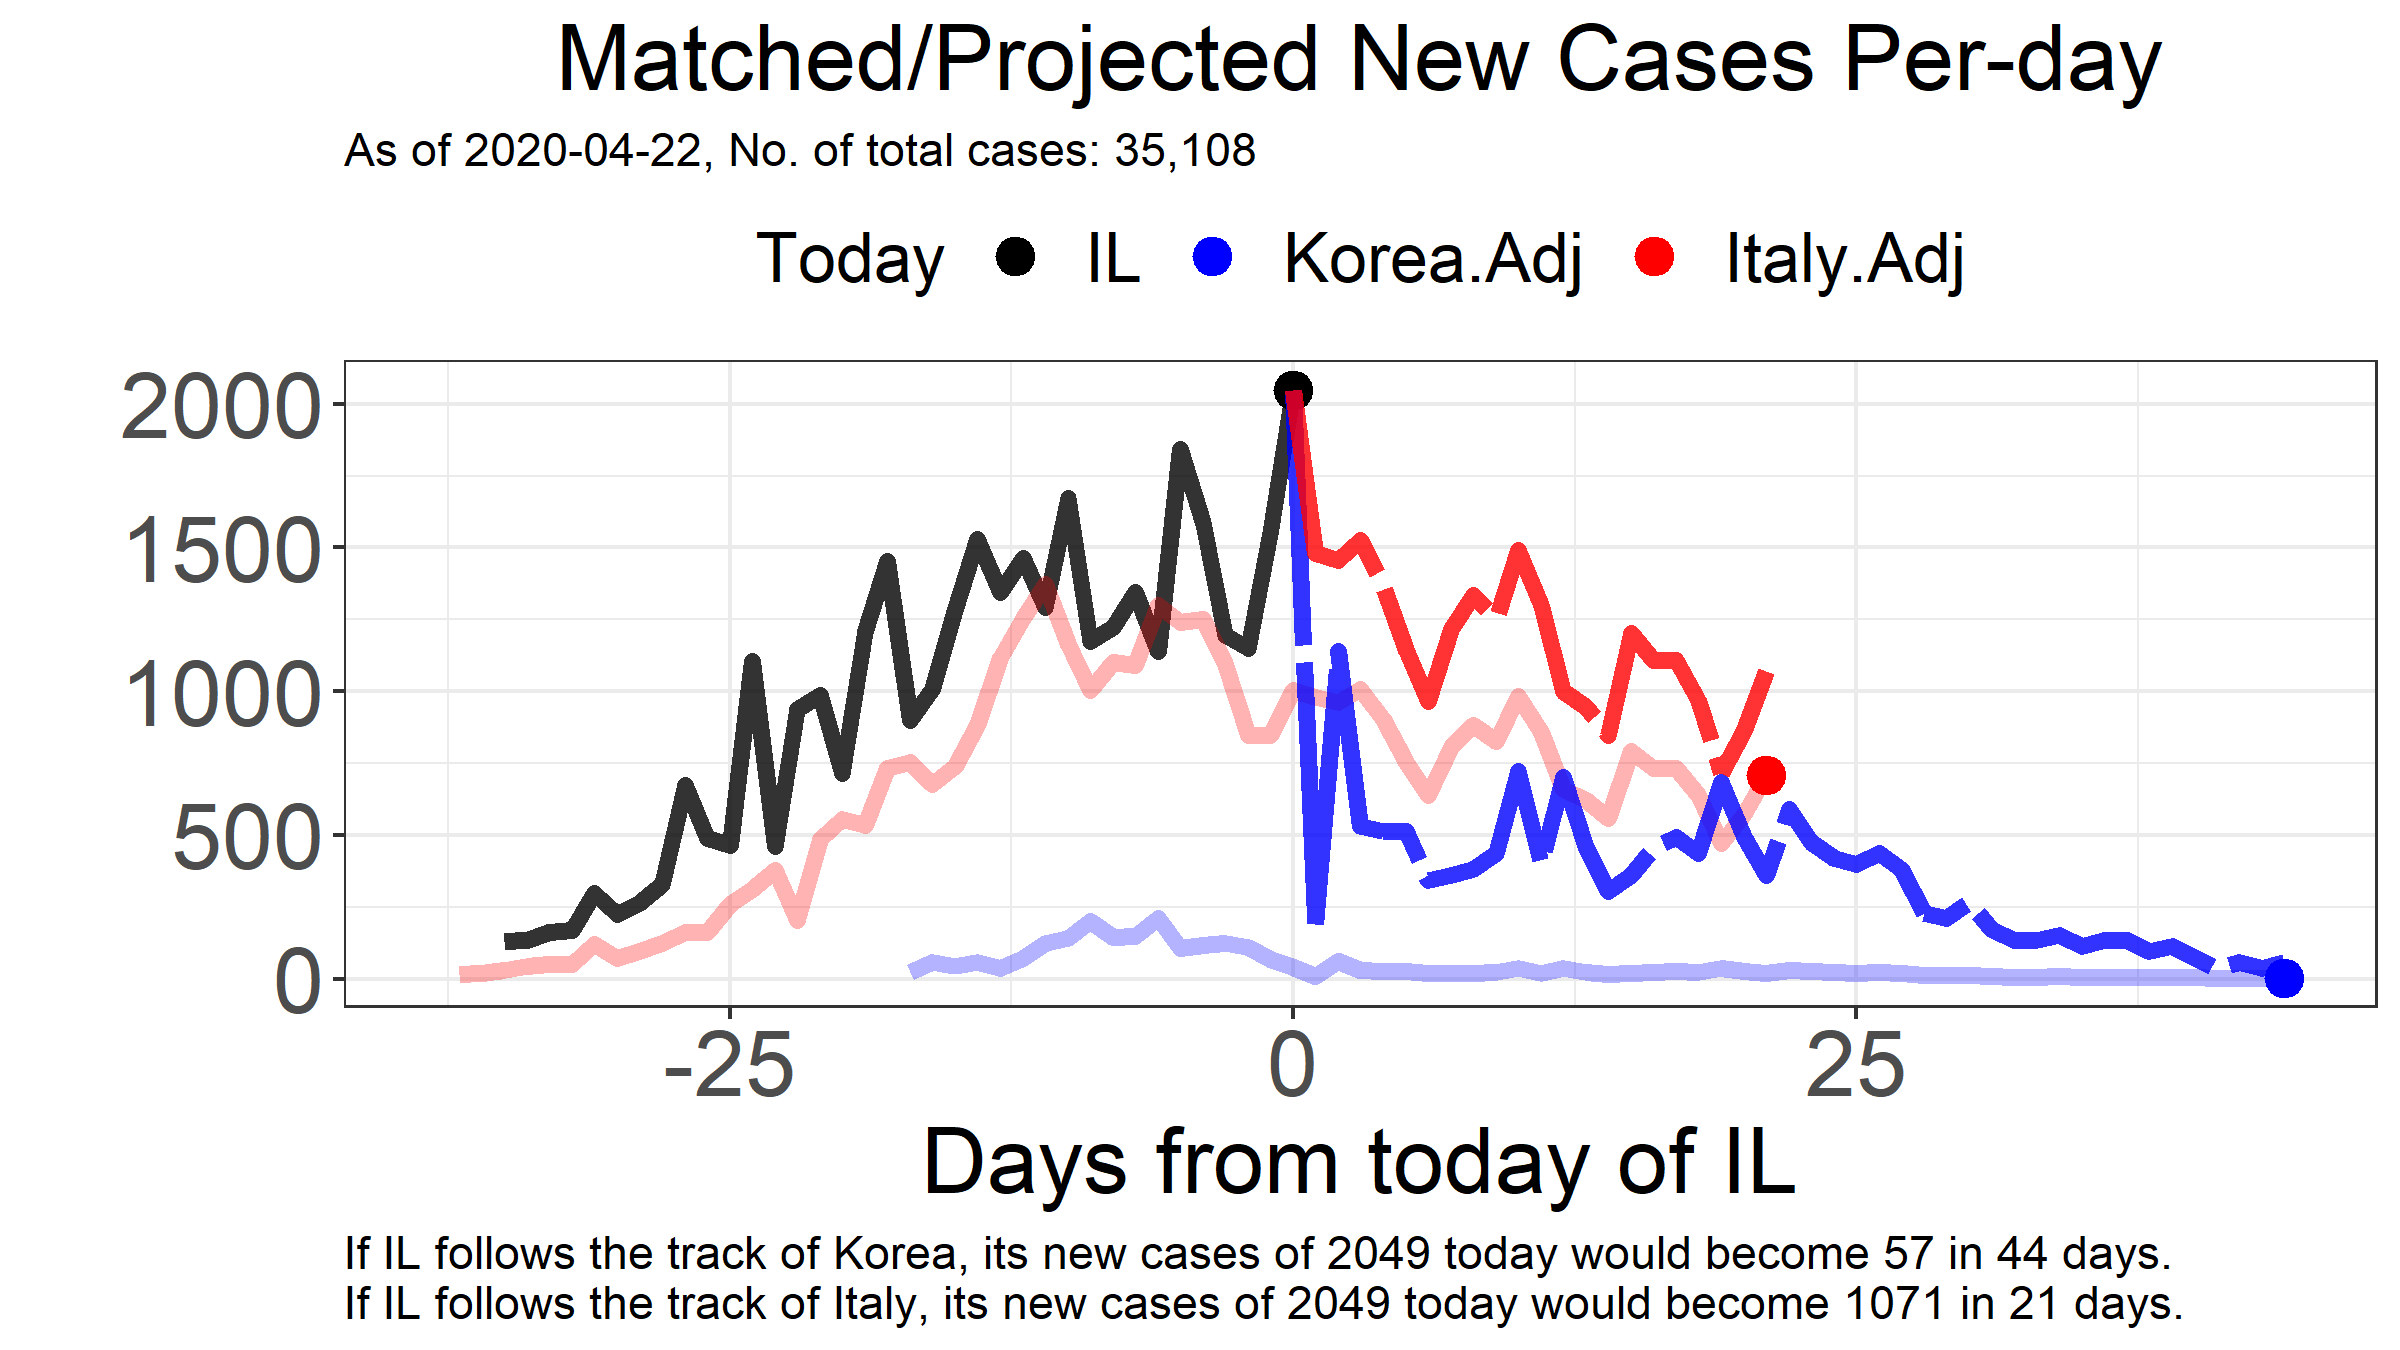 Matched/Projected New Cases Per-day
As of 2020-04-22, No. of total cases: 35,108
Today IL Korea.Adj Italy.Adj
2000
1500
1000
500
0
-25 0 25
Days from today of IL
If IL follows the track of Korea, its new cases of 2049 today would become 57 in 44 days.
If IL follows the track of Italy, its new cases of 2049 today would become 1071 in 21 days.